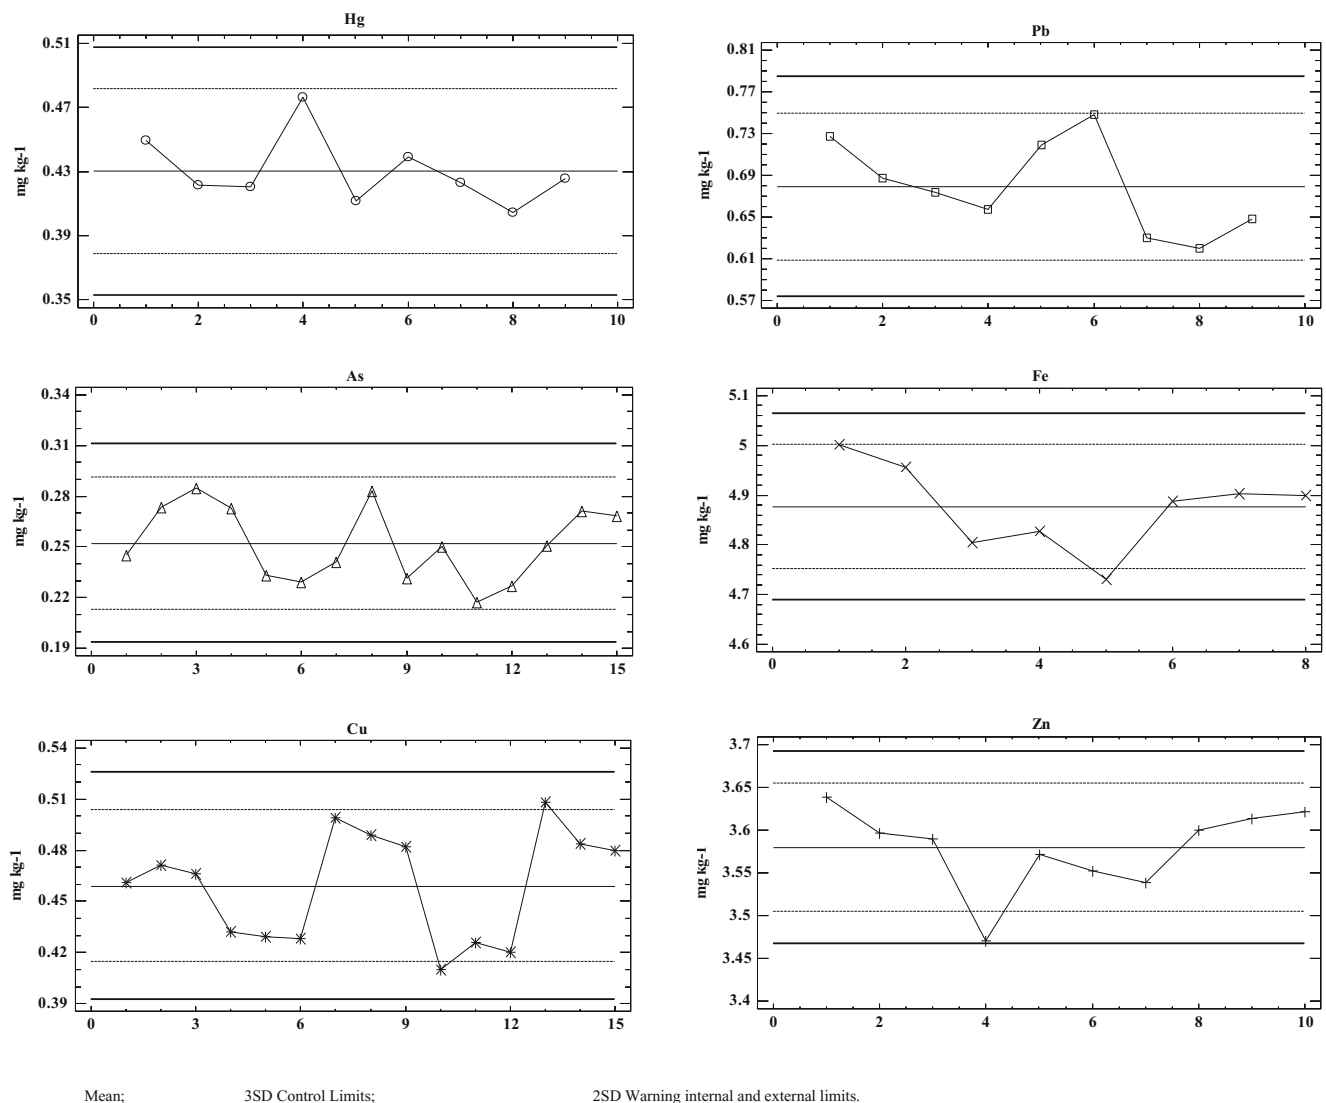 Hg
0.51
0.47
0.43
0.39
0.35
mg kg-1
0 2 4 6 8 10
Pb
0.81
0.77
0.73
0.69
0.65
0.61
0.57
mg kg-1
0 2 4 6 8 10
As
0.34
0.31
0.28
0.25
0.22
0.19
mg kg-1
0 3 6 9 12 15
Fe
5.1
5
4.9
4.8
4.7
4.6
mg kg-1
0 2 4 6 8
Cu
0.54
0.51
0.48
0.45
0.42
0.39
mg kg-1
0 3 6 9 12 15
Zn
3.7
3.65
3.6
3.55
3.5
3.45
3.4
mg kg-1
0 2 4 6 8 10
Mean; 3SD Control Limits; 2SD Warning internal and external limits.